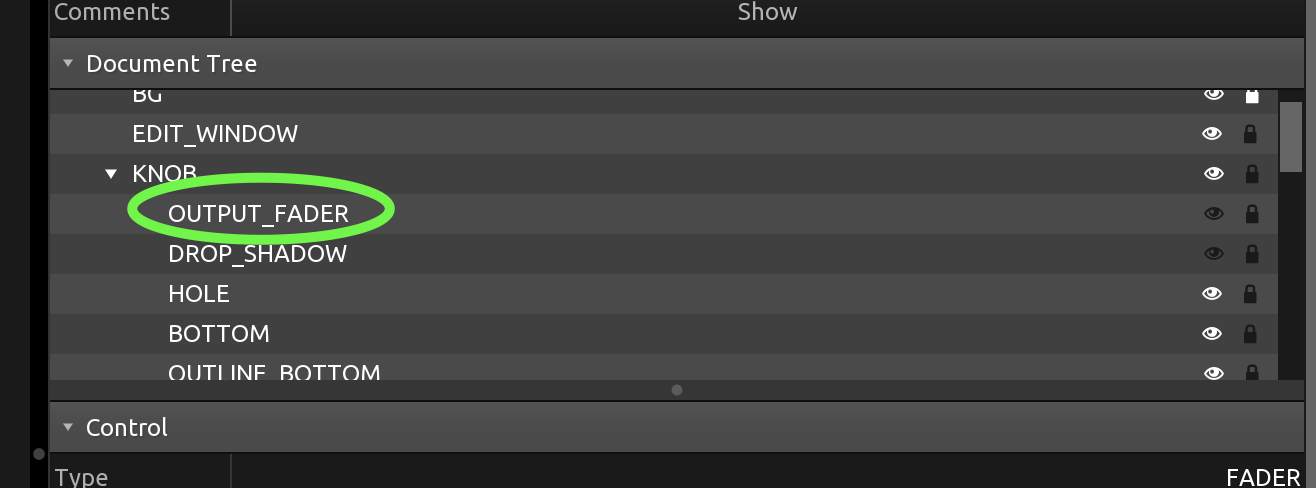 Comments Show
Document Tree
BG
EDIT_WINDOW
KNOB
OUTPUT_FADER
DROP_SHADOW
HOLE
BOTTOM
OUTLINE_BOTTOM
Control
Type FADER